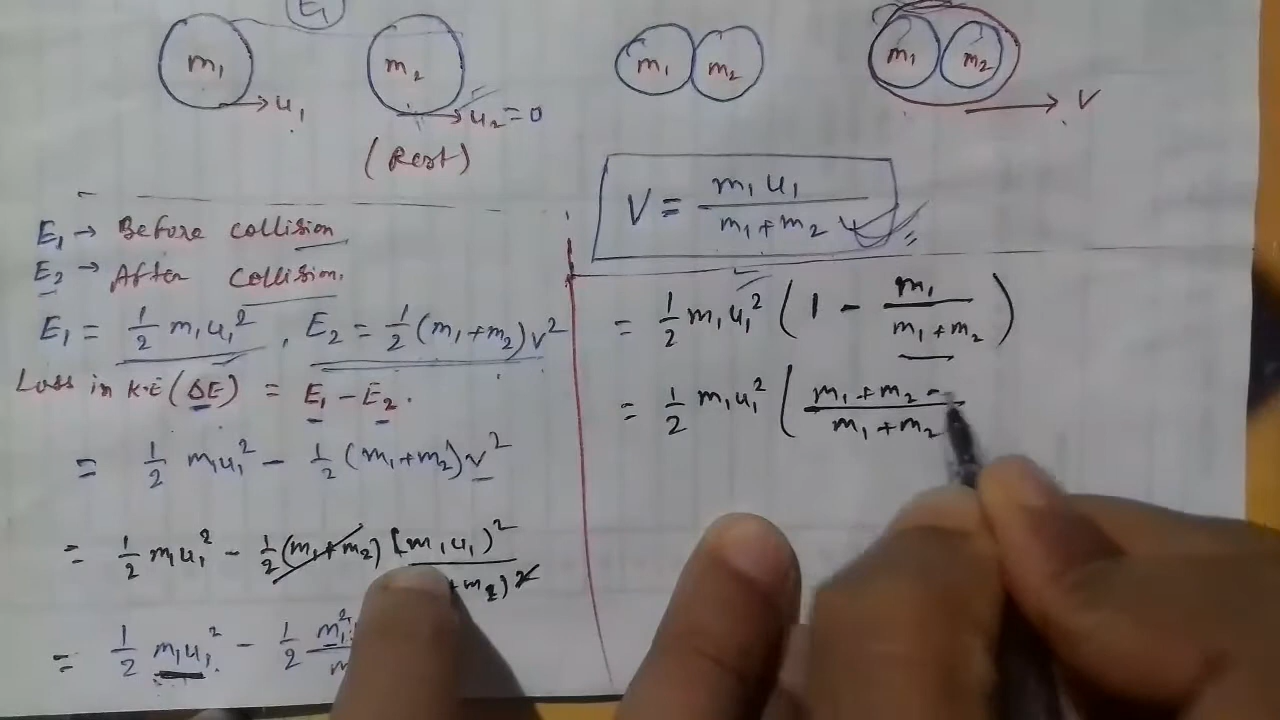 E₁
m₁ m₂ m₁ m₂ m₁ m₂
u₁ u₂ = 0 V
(Rest)
V = m₁u₁ / m₁+m₂
E₁ → Before collision
E₂ → After collision.
E₁ = 1/2 m₁u₁², E₂ = 1/2 (m₁+m₂)v²
Loss in K·E (ΔE) = E₁ - E₂.
= 1/2 m₁u₁² - 1/2 (m₁+m₂)v²
= 1/2 m₁u₁² - 1/2 (m₁+m₂) (m₁u₁)² / +m₂)²
= 1/2 m₁u₁² - 1/2 m₁² / m
= 1/2 m₁u₁² (1 - m₁ / m₁+m₂)
= 1/2 m₁u₁² (m₁+m₂ - / m₁+m₂